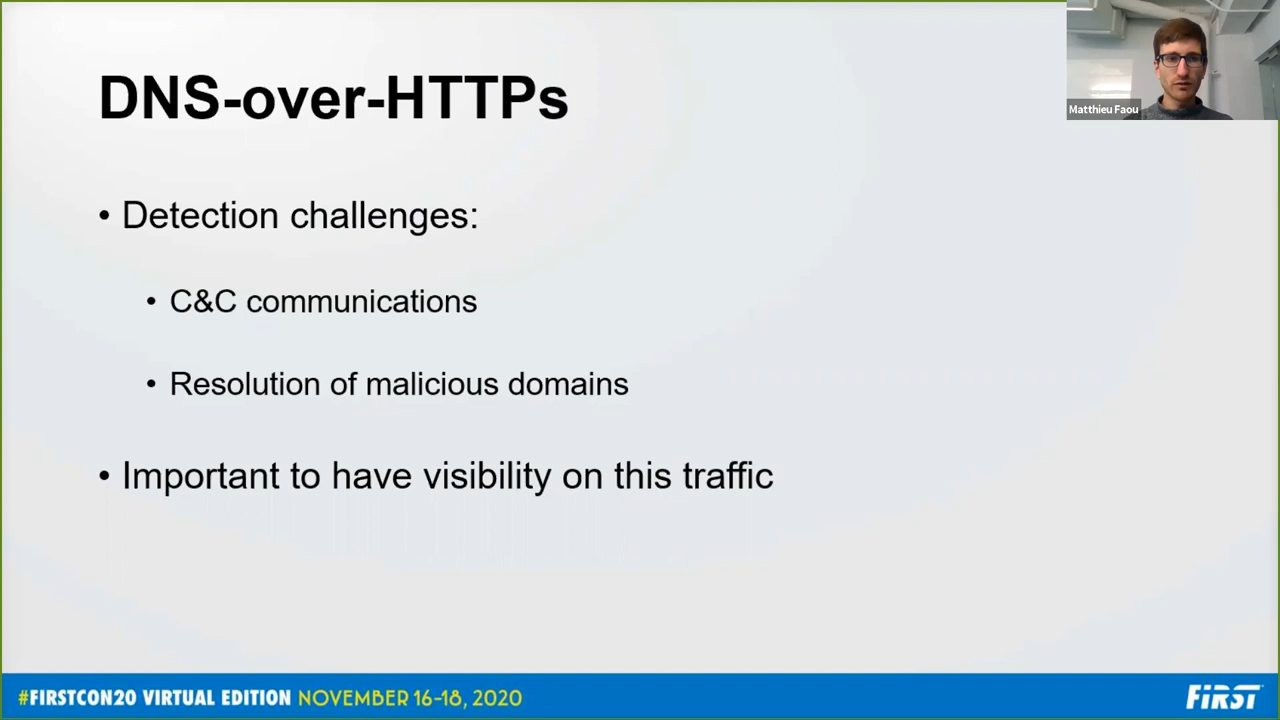 DNS-over-HTTPs
Matthieu Faou
• Detection challenges:
• C&C communications
• Resolution of malicious domains
• Important to have visibility on this traffic
#FIRSTCON20 VIRTUAL EDITION NOVEMBER 16-18, 2020
FiRST